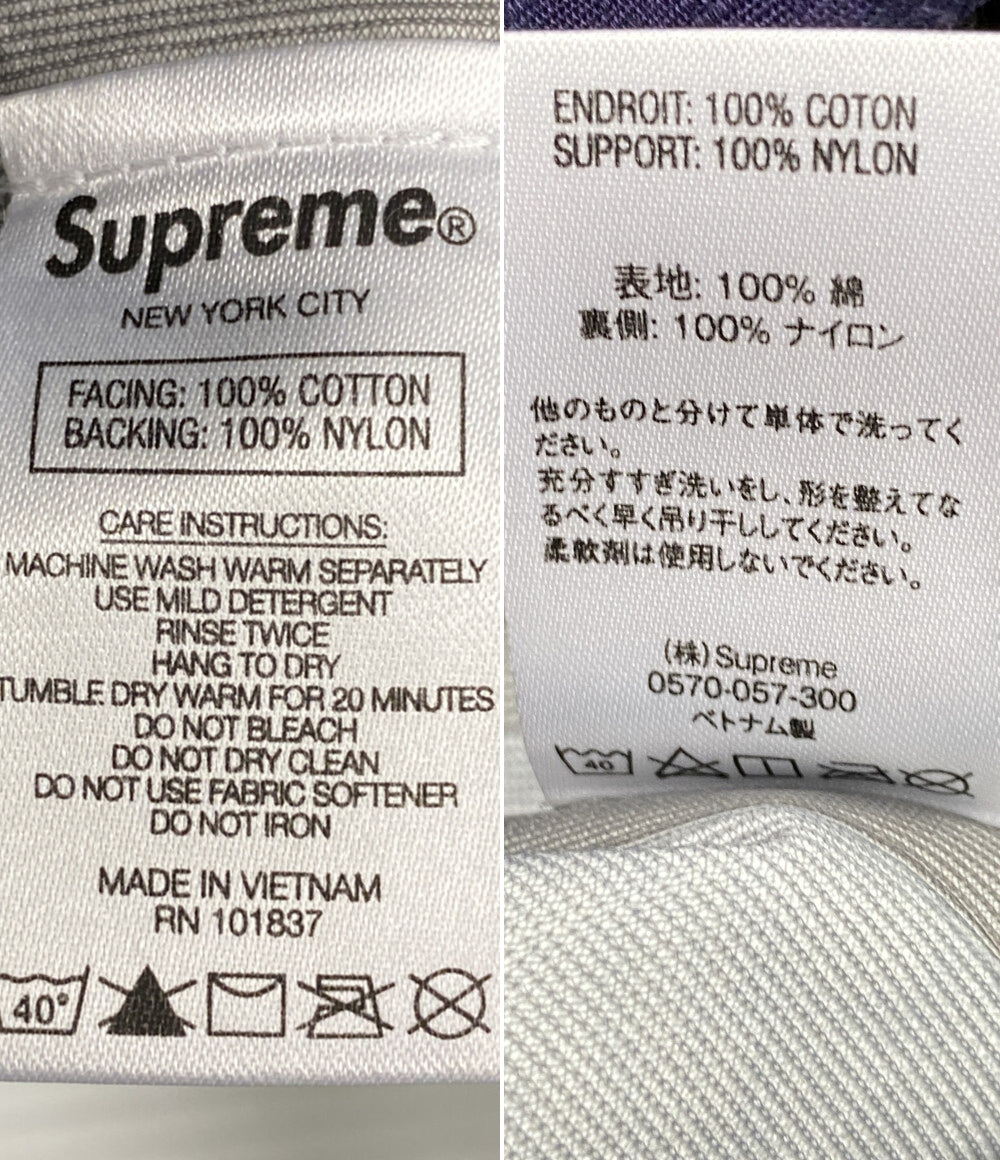 Supreme®
NEW YORK CITY
FACING: 100% COTTON
BACKING: 100% NYLON
CARE INSTRUCTIONS:
MACHINE WASH WARM SEPARATELY
USE MILD DETERGENT
RINSE TWICE
HANG TO DRY
TUMBLE DRY WARM FOR 20 MINUTES
DO NOT BLEACH
DO NOT DRY CLEAN
DO NOT USE FABRIC SOFTENER
DO NOT IRON
MADE IN VIETNAM
RN 101837
40°
ENDROIT: 100% COTON
SUPPORT: 100% NYLON
表地: 100% 綿
裏側: 100% ナイロン
他のものと分けて単体で洗ってく
ださい。
充分すすぎ洗いをし、形を整えてな
るべく早く吊り干ししてください。
柔軟剤は使用しないでください。
(株) Supreme
0570-057-300
ベトナム製
40